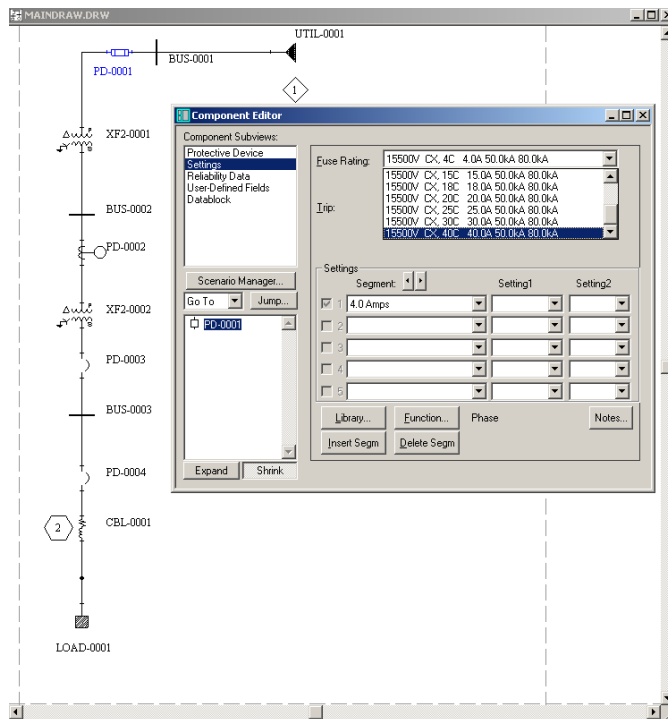 MAINDRAW.DRW
UTIL-0001
BUS-0001
PD-0001
1
XF2-0001
BUS-0002
PD-0002
XF2-0002
PD-0003
BUS-0003
PD-0004
2
CBL-0001
LOAD-0001
Component Editor
Component Subviews:
Protective Device
Settings
Reliability Data
User-Defined Fields
Datablock
Scenario Manager...
Go To
Jump...
PD-0001
Expand
Shrink
Fuse Rating:
15500V CX, 4C 4.0A 50.0kA 80.0kA
15500V CX, 15C 15.0A 50.0kA 80.0kA
15500V CX, 18C 18.0A 50.0kA 80.0kA
15500V CX, 20C 20.0A 50.0kA 80.0kA
15500V CX, 25C 25.0A 50.0kA 80.0kA
15500V CX, 30C 30.0A 50.0kA 80.0kA
15500V CX, 40C 40.0A 50.0kA 80.0kA
Trip:
Settings
Segment:
Setting1
Setting2
1 4.0 Amps
2
3
4
5
Library...
Function...
Phase
Notes...
Insert Segm
Delete Segm